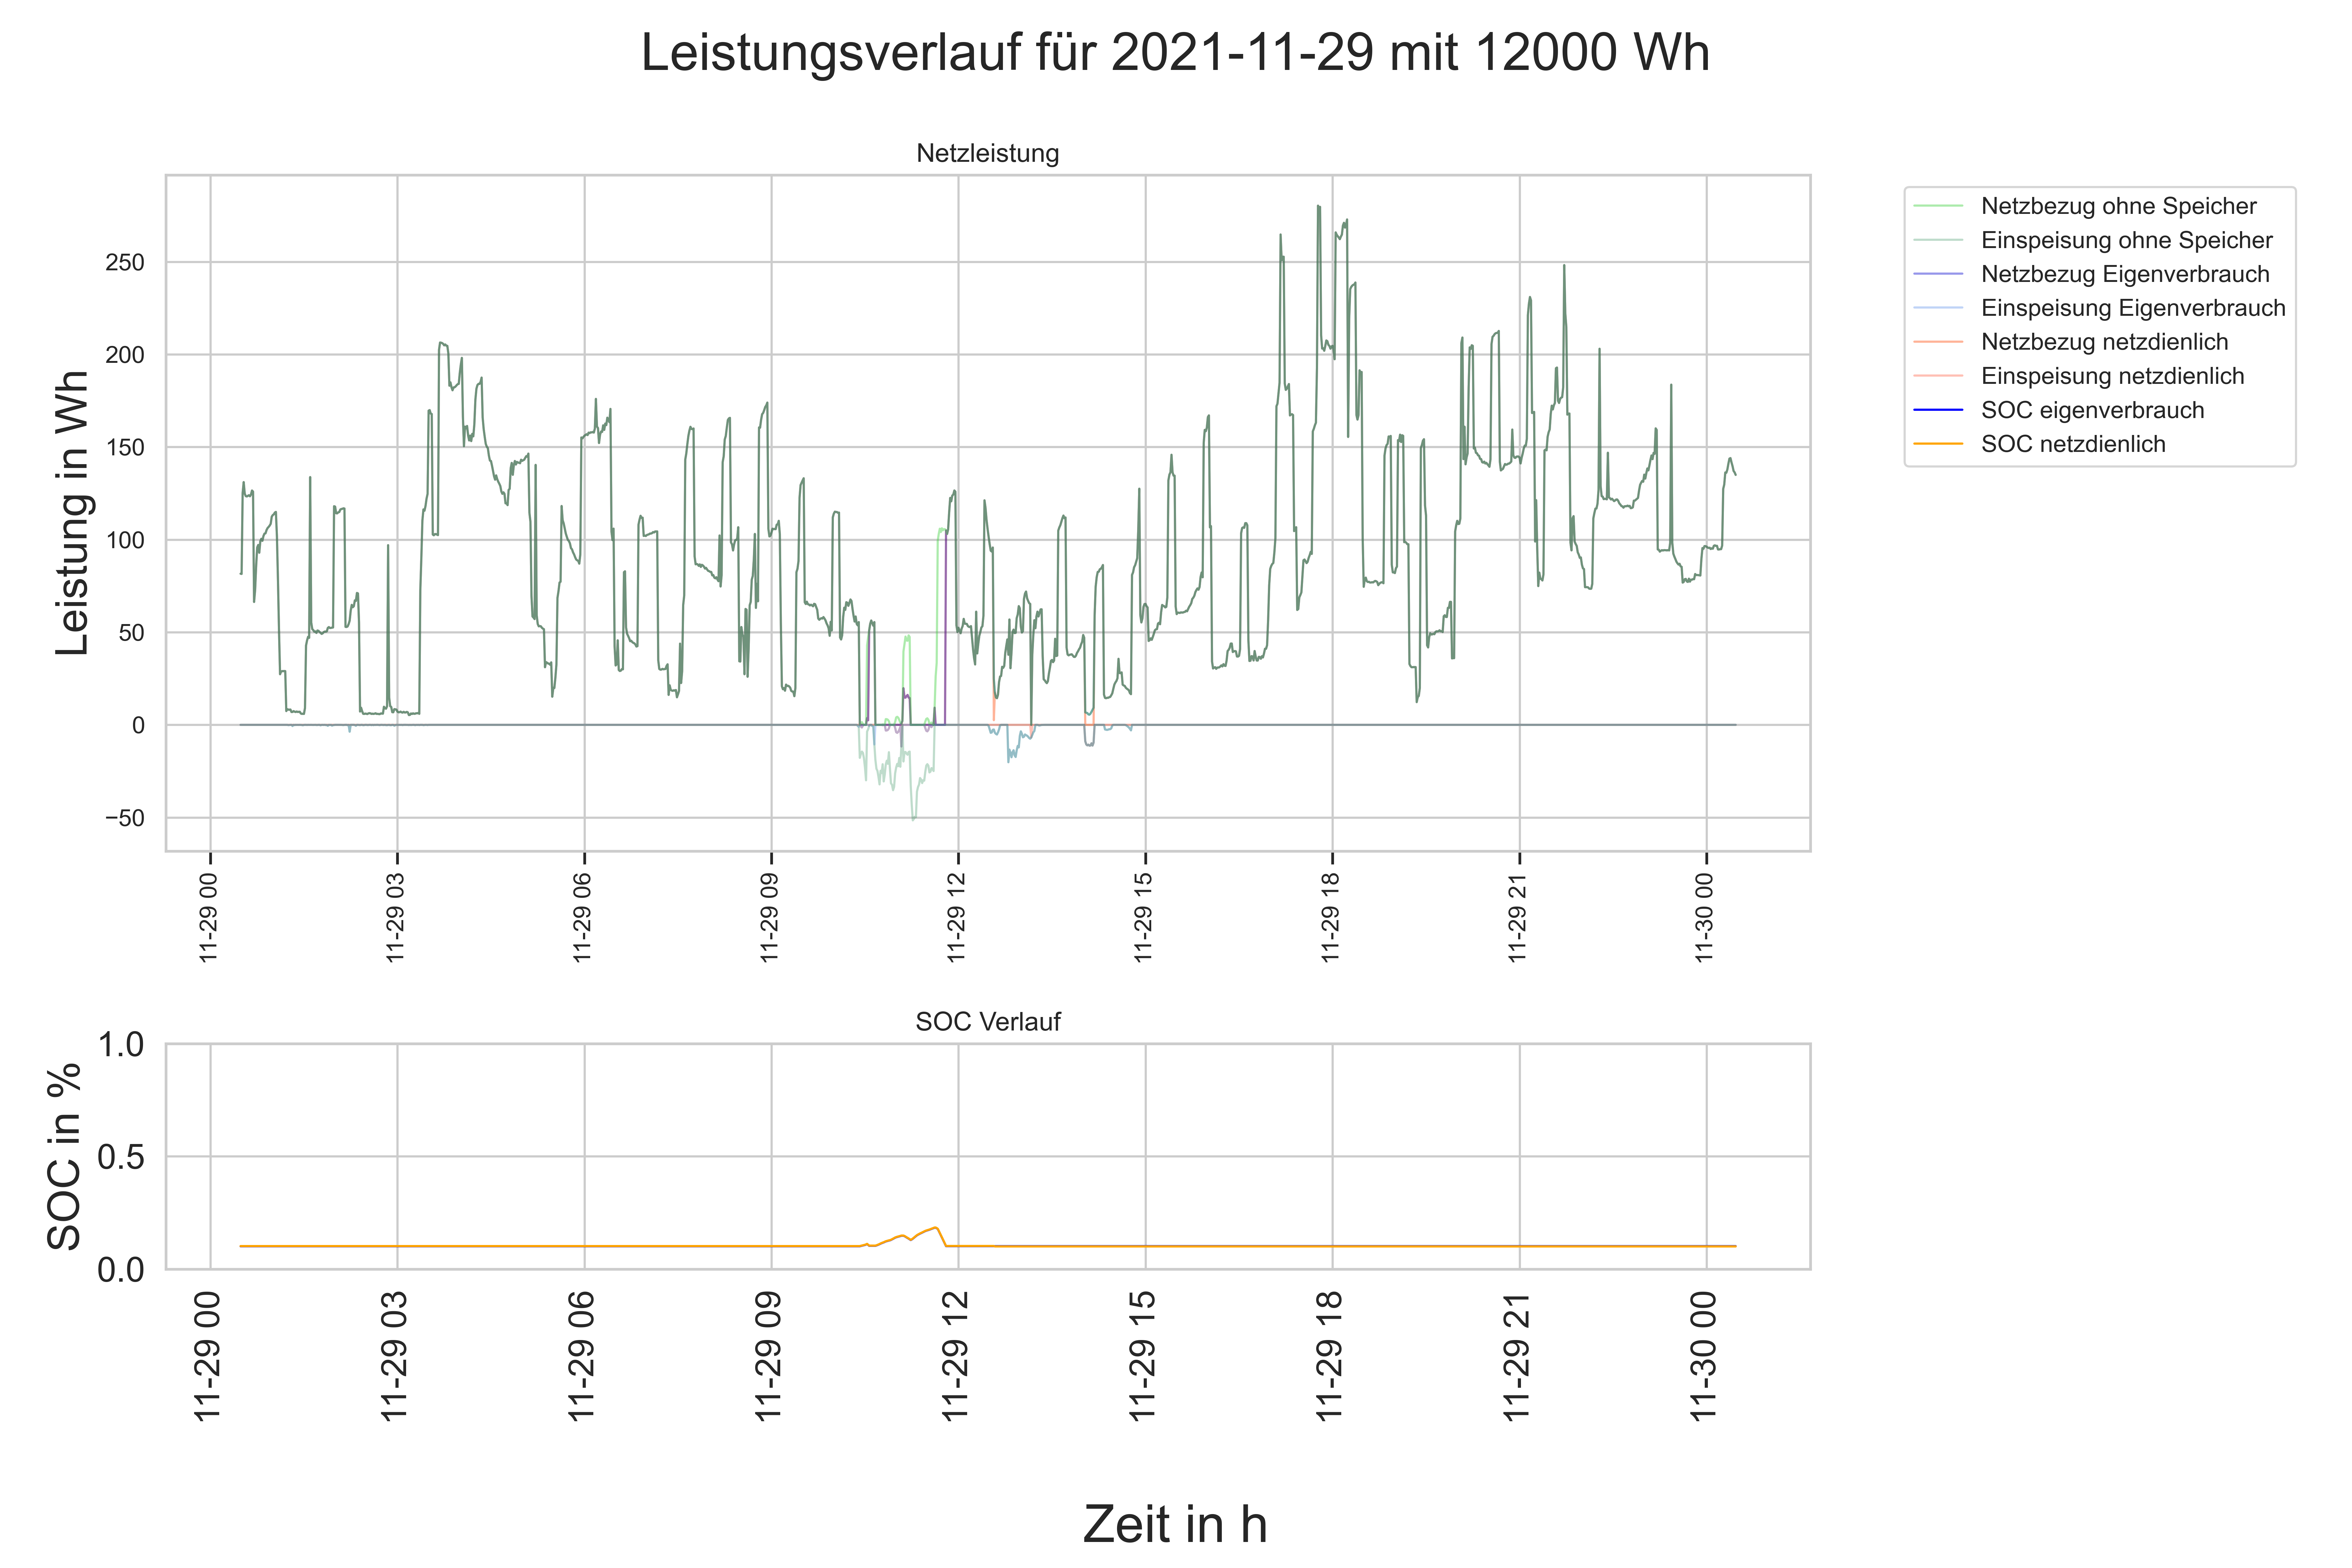 Leistungsverlauf für 2021-11-29 mit 12000 Wh
Netzleistung
Leistung in Wh
250
200
150
100
50
0
−50
11-29 00
11-29 03
11-29 06
11-29 09
11-29 12
11-29 15
11-29 18
11-29 21
11-30 00
Netzbezug ohne Speicher
Einspeisung ohne Speicher
Netzbezug Eigenverbrauch
Einspeisung Eigenverbrauch
Netzbezug netzdienlich
Einspeisung netzdienlich
SOC eigenverbrauch
SOC netzdienlich
SOC Verlauf
SOC in %
1.0
0.5
0.0
11-29 00
11-29 03
11-29 06
11-29 09
11-29 12
11-29 15
11-29 18
11-29 21
11-30 00
Zeit in h